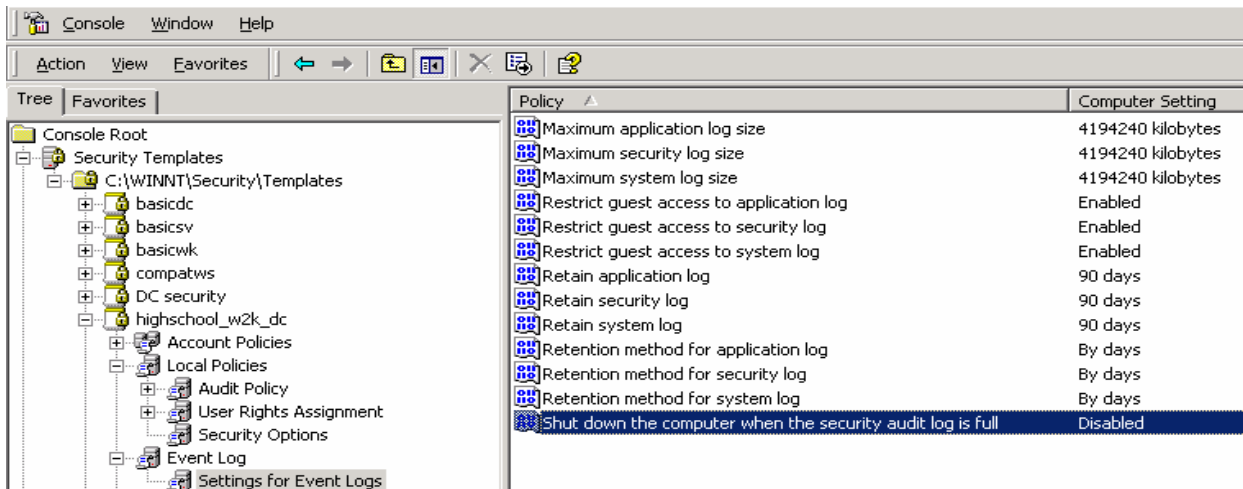 Console Window Help
Action View Favorites
Tree Favorites
Console Root
Security Templates
C:\WINNT\Security\Templates
basicdc
basicsv
basicwk
compatws
DC security
highschool_w2k_dc
Account Policies
Local Policies
Audit Policy
User Rights Assignment
Security Options
Event Log
Settings for Event Logs
Policy Computer Setting
Maximum application log size 4194240 kilobytes
Maximum security log size 4194240 kilobytes
Maximum system log size 4194240 kilobytes
Restrict guest access to application log Enabled
Restrict guest access to security log Enabled
Restrict guest access to system log Enabled
Retain application log 90 days
Retain security log 90 days
Retain system log 90 days
Retention method for application log By days
Retention method for security log By days
Retention method for system log By days
Shut down the computer when the security audit log is full Disabled